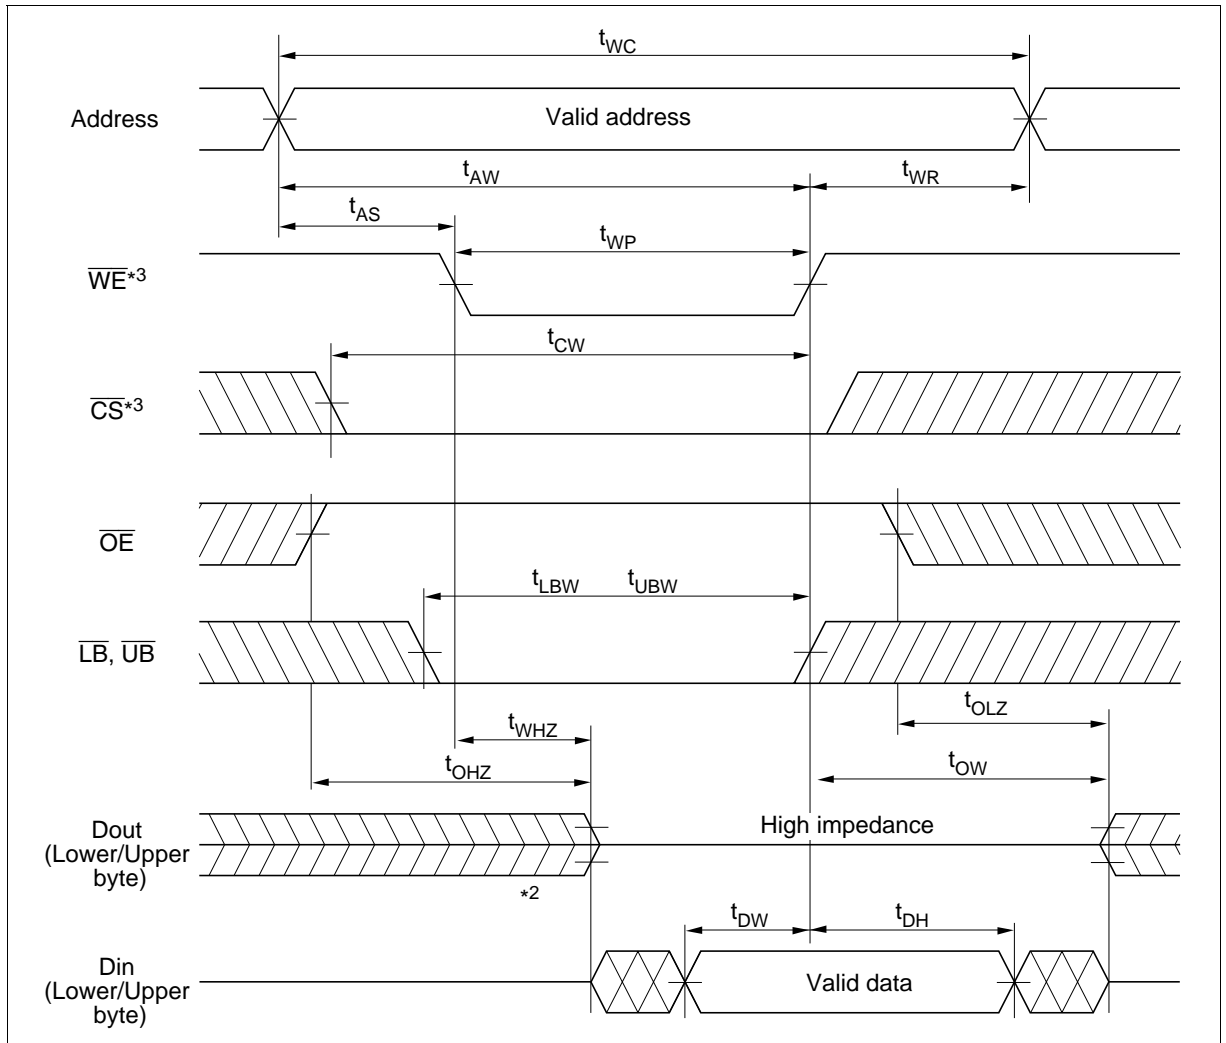 tWC
Address
Valid address
tAW
tWR
tAS
tWP
WE*3
tCW
CS*3
OE
tLBW tUBW
LB, UB
tOLZ
tWHZ
tOHZ
tOW
Dout
(Lower/Upper
byte)
High impedance
*2
tDW
tDH
Din
(Lower/Upper
byte)
Valid data